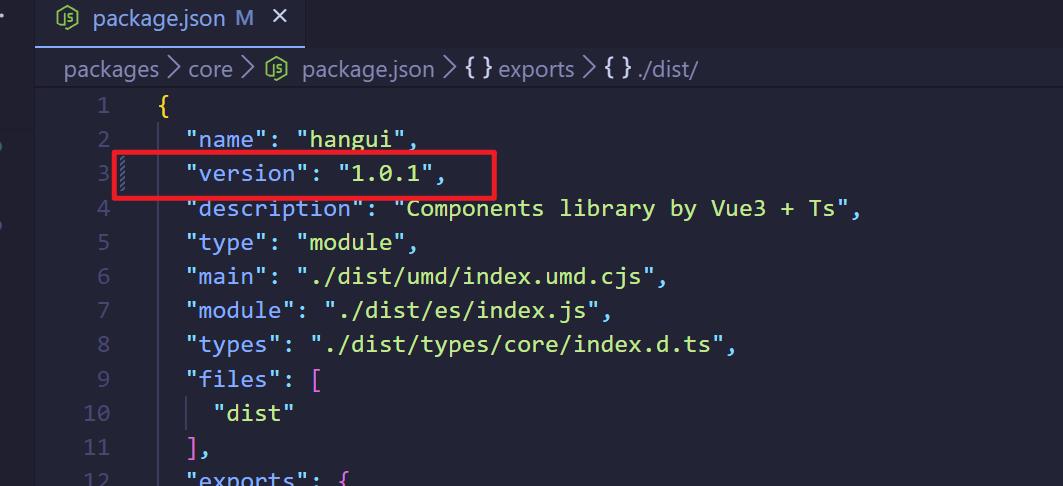 package.json M ×
packages > core > package.json > { } exports > { } ./dist/
1 {
2 "name": "hangui",
3 "version": "1.0.1",
4 "description": "Components library by Vue3 + Ts",
5 "type": "module",
6 "main": "./dist/umd/index.umd.cjs",
7 "module": "./dist/es/index.js",
8 "types": "./dist/types/core/index.d.ts",
9 "files": [
10 "dist"
11 ],
12 "exports": {